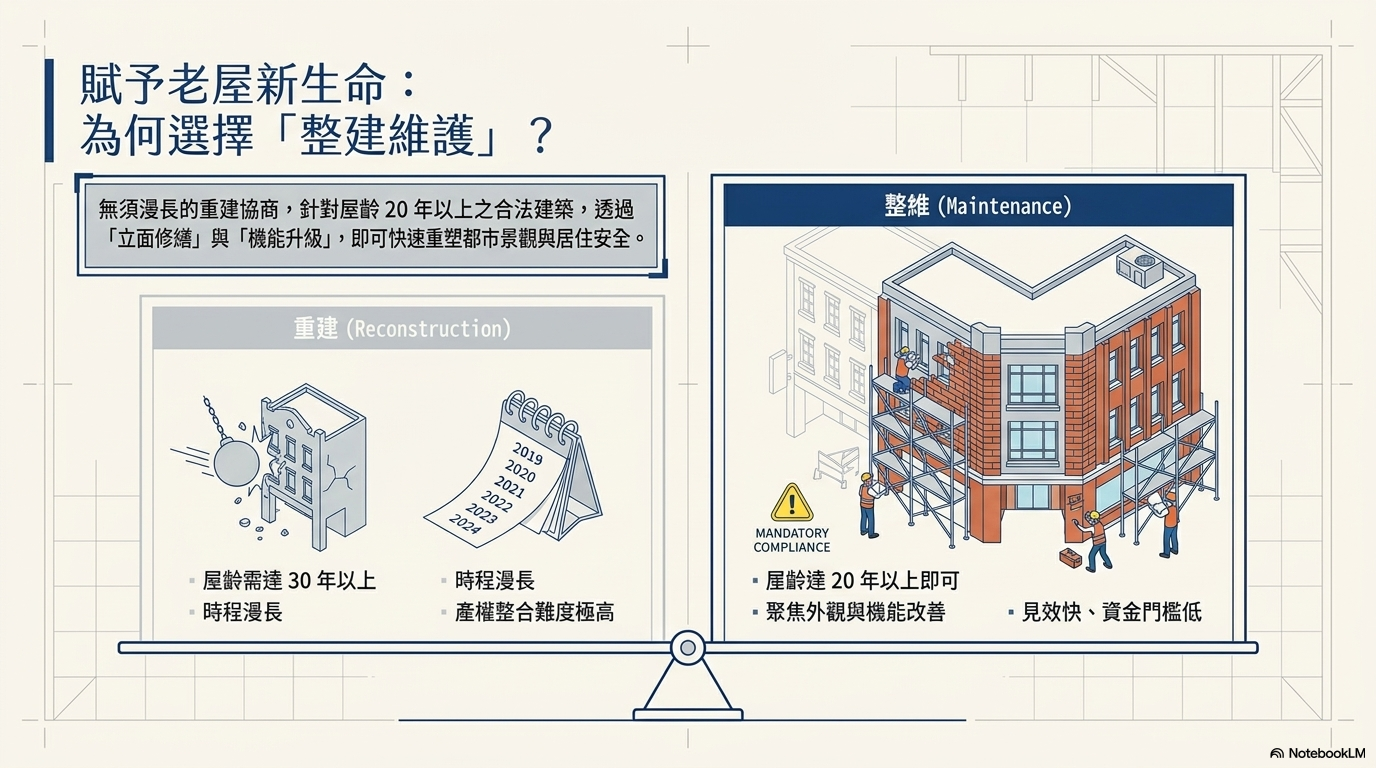 賦予老屋新生命：
為何選擇「整建維護」？
無須漫長的重建協商，針對屋齡 20 年以上之合法建築，透過
「立面修繕」與「機能升級」，即可快速重塑都市景觀與居住安全。
重建 (Reconstruction)
2019
2020
2021
2022
2023
2024
屋齡需達 30 年以上
時程漫長
時程漫長
產權整合難度極高
整維 (Maintenance)
MANDATORY
COMPLIANCE
屋齡達 20 年以上即可
聚焦外觀與機能改善
見效快、資金門檻低
NotebookLM